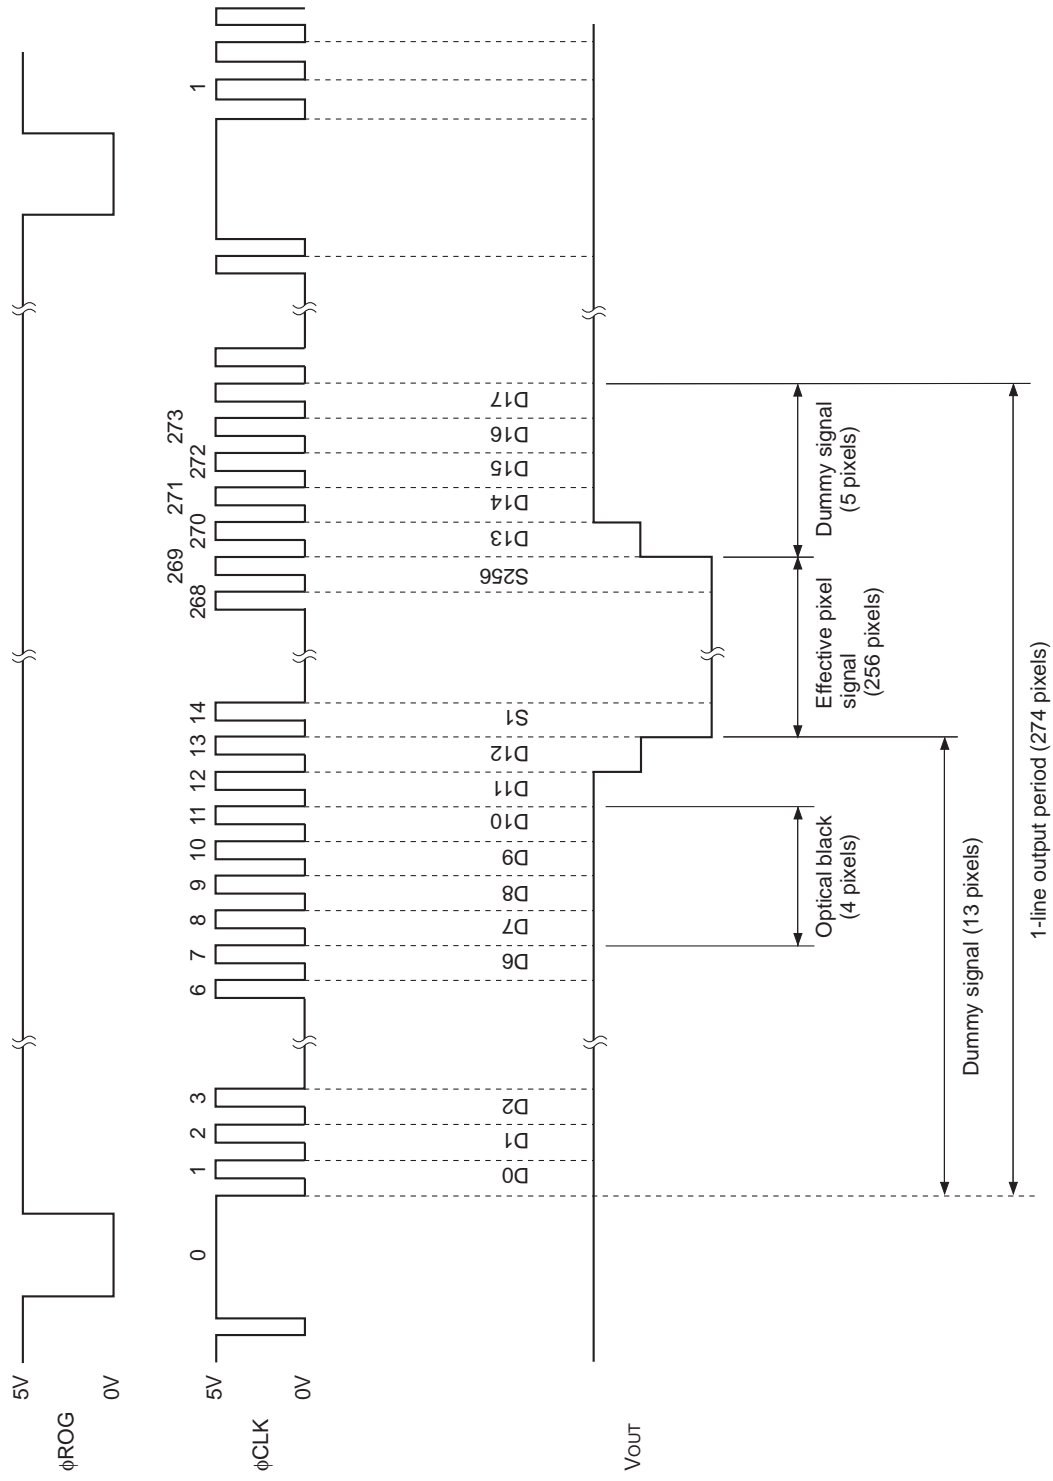 φROG
5V
0V
φCLK
5V
0V
0
1
2
3
6
7
8
9
10
11
12
13
14
268
269
270
271
272
273
1
D0
D1
D2
D6
D7
D8
D9
D10
D11
D12
S1
S256
D13
D14
D15
D16
D17
VOUT
Optical black
(4 pixels)
Effective pixel
signal
(256 pixels)
Dummy signal
(5 pixels)
Dummy signal (13 pixels)
1-line output period (274 pixels)